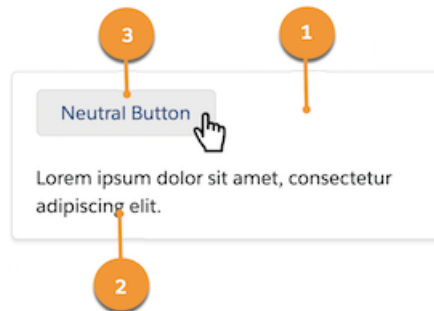 3
1
Neutral Button
Lorem ipsum dolor sit amet, consectetur
adipiscing elit.
2